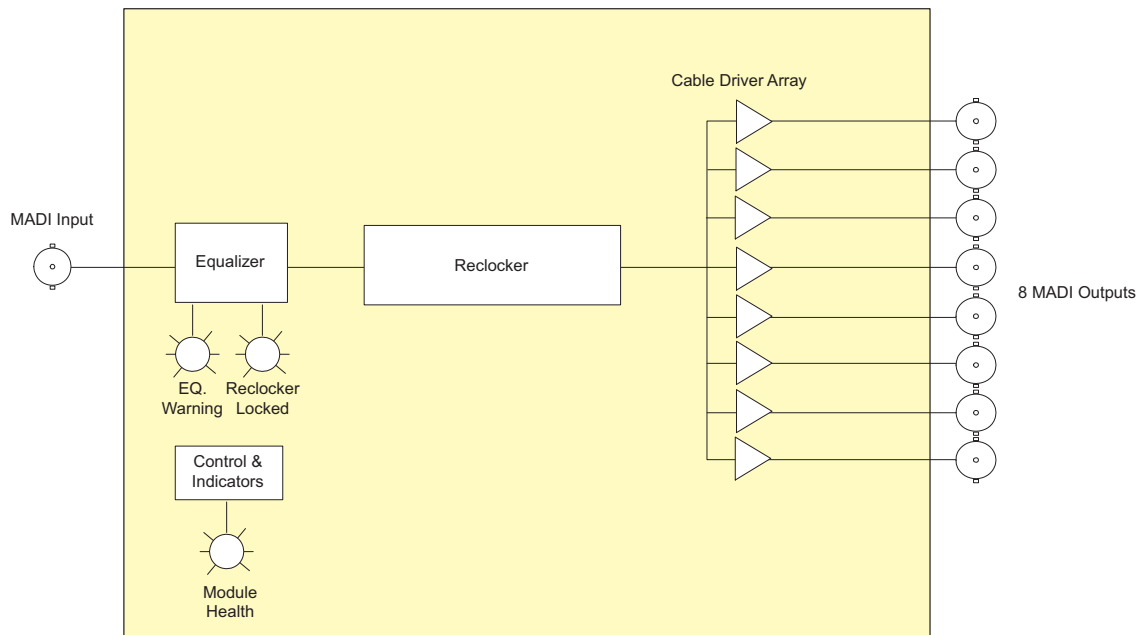 Cable Driver Array
MADI Input
Equalizer
Reclocker
8 MADI Outputs
EQ.
Warning
Reclocker
Locked
Control &
Indicators
Module
Health